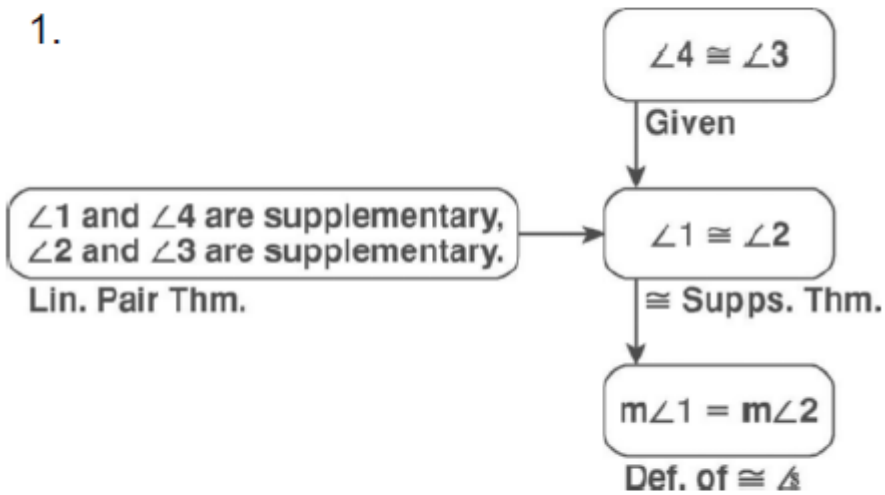 1.
∠4 ≅ ∠3
Given
∠1 and ∠4 are supplementary,
∠2 and ∠3 are supplementary.
Lin. Pair Thm.
∠1 ≅ ∠2
≅ Supps. Thm.
m∠1 = m∠2
Def. of ≅ ∠s